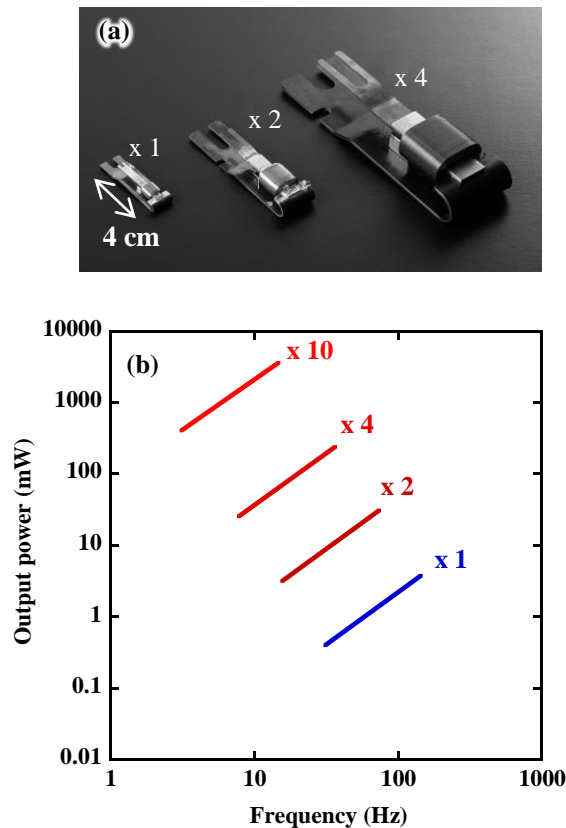 (a)
x 1
x 2
x 4
4 cm
(b)
x 10
x 4
x 2
x 1
10000
1000
100
10
1
0.1
0.01
Output power (mW)
1 10 100 1000
Frequency (Hz)